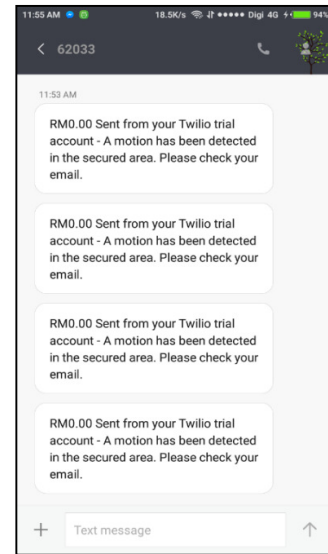 11:55 AM 18.5K/s Digi 4G 94%
62033
11:53 AM
RM0.00 Sent from your Twilio trial
account - A motion has been detected
in the secured area. Please check your
email.
RM0.00 Sent from your Twilio trial
account - A motion has been detected
in the secured area. Please check your
email.
RM0.00 Sent from your Twilio trial
account - A motion has been detected
in the secured area. Please check your
email.
RM0.00 Sent from your Twilio trial
account - A motion has been detected
in the secured area. Please check your
email.
Text message